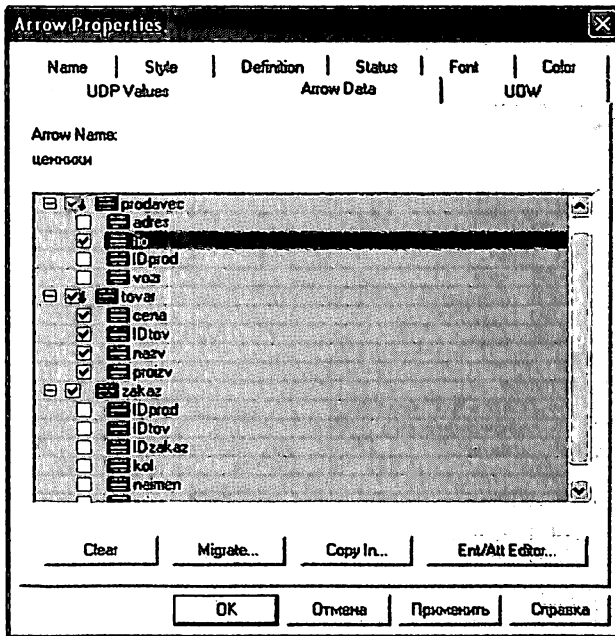 Arrow Properties
Name Style Definition Status Font Color
UDP Values Arrow Data UOW
Arrow Name:
ценники
prodavec
adres
fio
IDprod
vozr
tovar
cena
IDtov
nazv
proizv
zakaz
IDprod
IDtov
IDzakaz
kol
naimen
Clear Migrate... Copy In... Ent/Att Editor...
OK Отмена Применить Справка